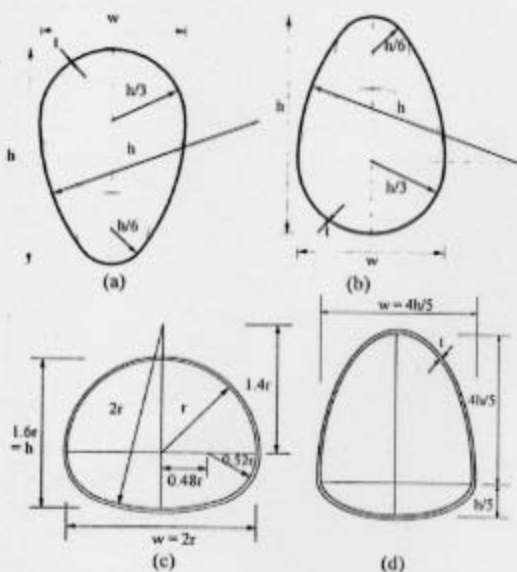 w
t
h/3
h
h
h/6
(a)
h/6
h
h
h/3
t
w
(b)
1.6r
= h
2r
r
1.4r
0.52r
0.48r
w = 2r
(c)
w = 4h/5
t
4h/5
h/5
(d)